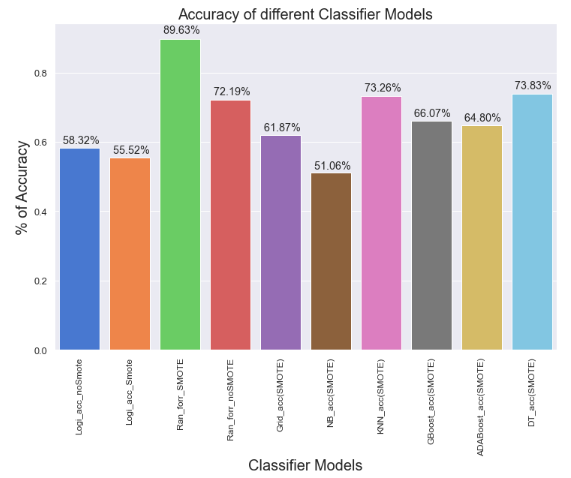 Accuracy of different Classifier Models
89.63%
72.19%
73.26%
73.83%
66.07%
64.80%
61.87%
58.32%
55.52%
51.06%
% of Accuracy
0.8
0.6
0.4
0.2
0.0
Logi_acc_noSmote
Logi_acc_Smote
Ran_forr_SMOTE
Ran_forr_noSMOTE
Grid_acc(SMOTE)
NB_acc(SMOTE)
KNN_acc(SMOTE)
GBoost_acc(SMOTE)
ADABoost_acc(SMOTE)
DT_acc(SMOTE)
Classifier Models